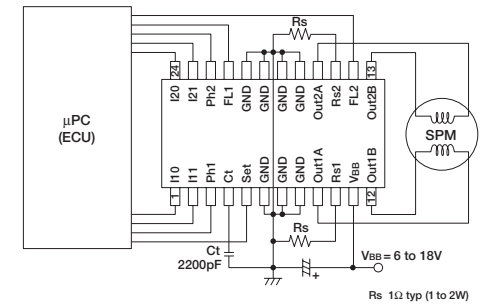 Rs
24
13
I20
I21
Ph2
FL1
GND
GND
GND
GND
Out2A
Rs2
FL2
Out2B
µPC
(ECU)
SPM
I10
I11
Ph1
Ct
Set
GND
GND
GND
GND
Out1A
Rs1
VBB
Out1B
1
12
Rs
Ct
2200pF
+
VBB = 6 to 18V
Rs 1Ω typ (1 to 2W)